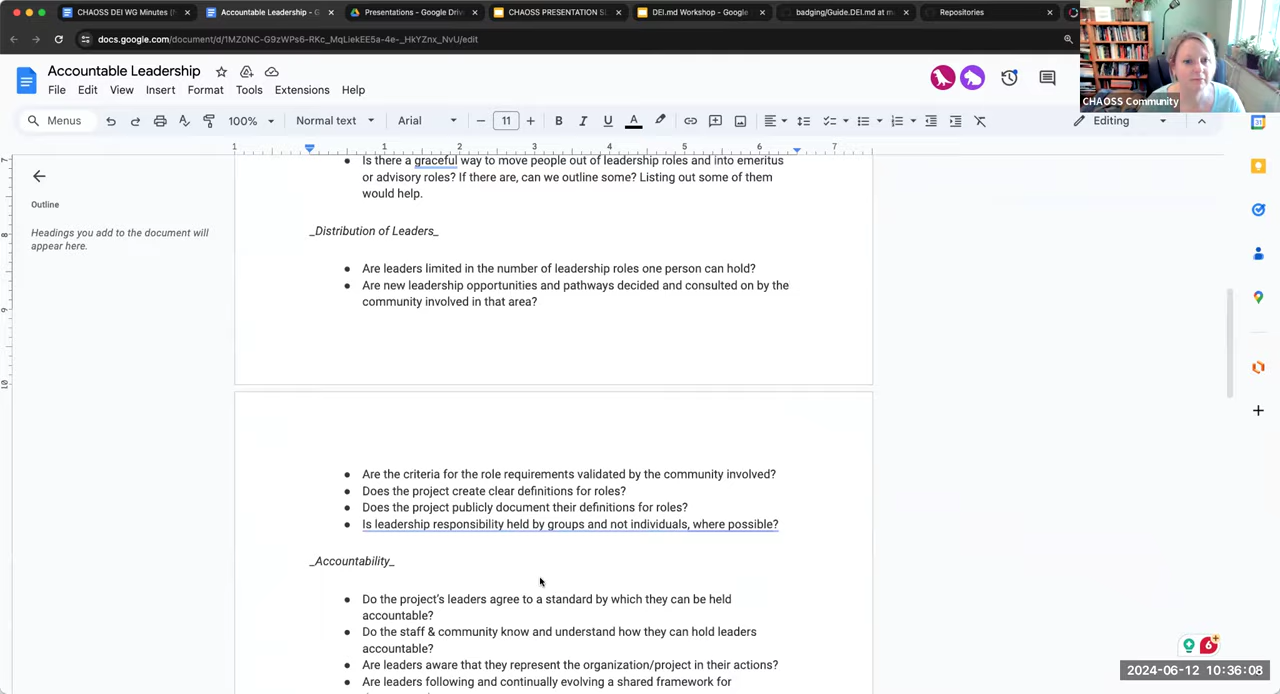 CHAOSS DEI WG Minutes (N
Accountable Leadership - G
Presentations - Google Driv
CHAOSS PRESENTATION S
DEI.md Workshop - Google
badging/Guide.DEI.md at m
Repositories
docs.google.com/document/d/1MZ0NC-G9zWPs6-RKc_MqLiekEE5a-4e-_HkYZnx_NvU/edit
Accountable Leadership
File Edit View Insert Format Tools Extensions Help
CHAOSS Community
Menus 100% Normal text Arial 11 B I U A Editing
1 1 2 3 4 5 6 7
Outline
Headings you add to the document will
appear here.
Is there a graceful way to move people out of leadership roles and into emeritus
or advisory roles? If there are, can we outline some? Listing out some of them
would help.
_Distribution of Leaders_
Are leaders limited in the number of leadership roles one person can hold?
Are new leadership opportunities and pathways decided and consulted on by the
community involved in that area?
Are the criteria for the role requirements validated by the community involved?
Does the project create clear definitions for roles?
Does the project publicly document their definitions for roles?
Is leadership responsibility held by groups and not individuals, where possible?
_Accountability_
Do the project's leaders agree to a standard by which they can be held
accountable?
Do the staff & community know and understand how they can hold leaders
accountable?
Are leaders aware that they represent the organization/project in their actions?
Are leaders following and continually evolving a shared framework for
6
2024-06-12 10:36:08